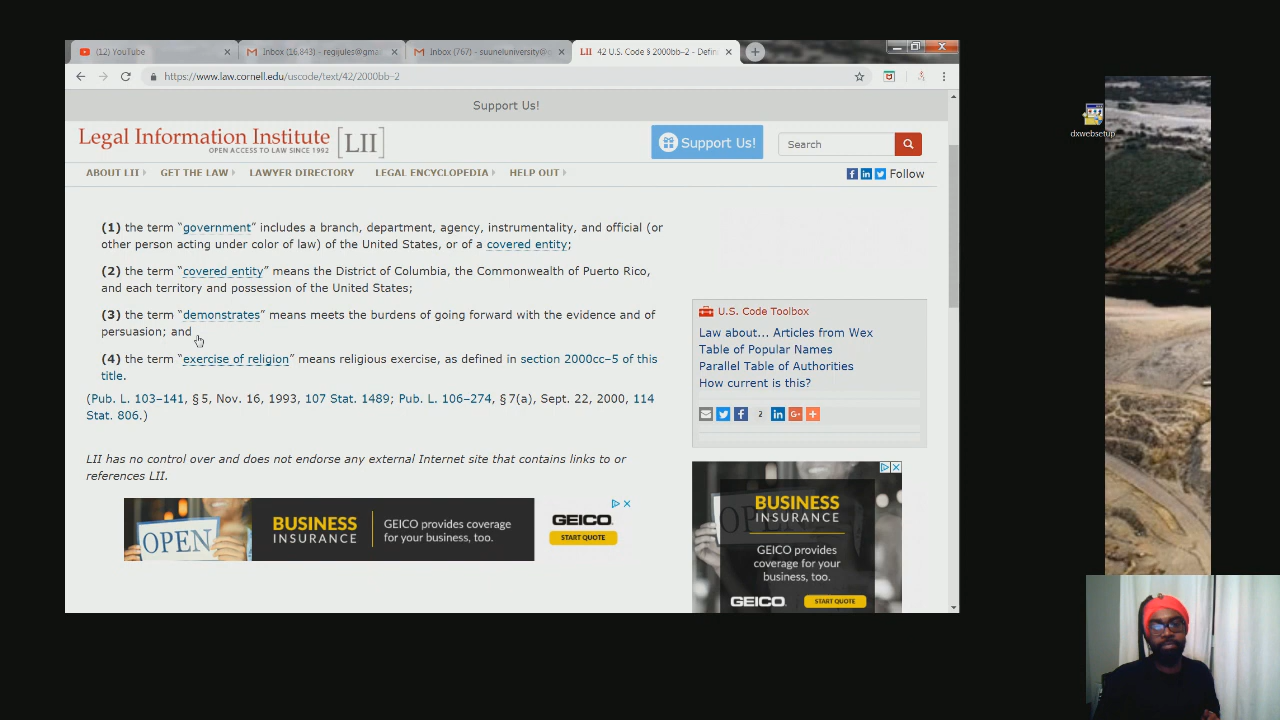 (12) YouTube
Inbox (16,843) - regijules@gma
Inbox (767) - suuneluniversity@
LII 42 U.S. Code § 2000bb–2 - Defin
https://www.law.cornell.edu/uscode/text/42/2000bb-2
Support Us!
Legal Information Institute [LII]
OPEN ACCESS TO LAW SINCE 1992
Support Us!
Search
ABOUT LII
GET THE LAW
LAWYER DIRECTORY
LEGAL ENCYCLOPEDIA
HELP OUT
Follow
(1) the term “government” includes a branch, department, agency, instrumentality, and official (or
other person acting under color of law) of the United States, or of a covered entity;
(2) the term “covered entity” means the District of Columbia, the Commonwealth of Puerto Rico,
and each territory and possession of the United States;
(3) the term “demonstrates” means meets the burdens of going forward with the evidence and of
persuasion; and
(4) the term “exercise of religion” means religious exercise, as defined in section 2000cc–5 of this
title.
(Pub. L. 103–141, § 5, Nov. 16, 1993, 107 Stat. 1489; Pub. L. 106–274, § 7(a), Sept. 22, 2000, 114
Stat. 806.)
LII has no control over and does not endorse any external Internet site that contains links to or
references LII.
OPEN
BUSINESS
INSURANCE
GEICO provides coverage
for your business, too.
GEICO
START QUOTE
U.S. Code Toolbox
Law about... Articles from Wex
Table of Popular Names
Parallel Table of Authorities
How current is this?
2
OPEN
BUSINESS
INSURANCE
GEICO provides
coverage for your
business, too.
GEICO
START QUOTE
dxwebsetup